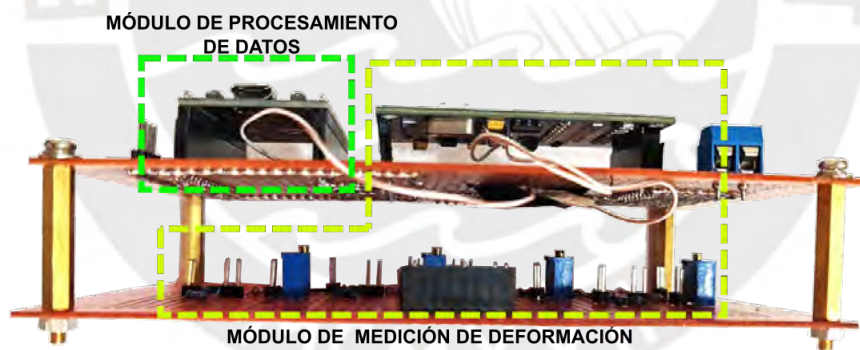 MÓDULO DE PROCESAMIENTO
DE DATOS
MÓDULO DE MEDICIÓN DE DEFORMACIÓN